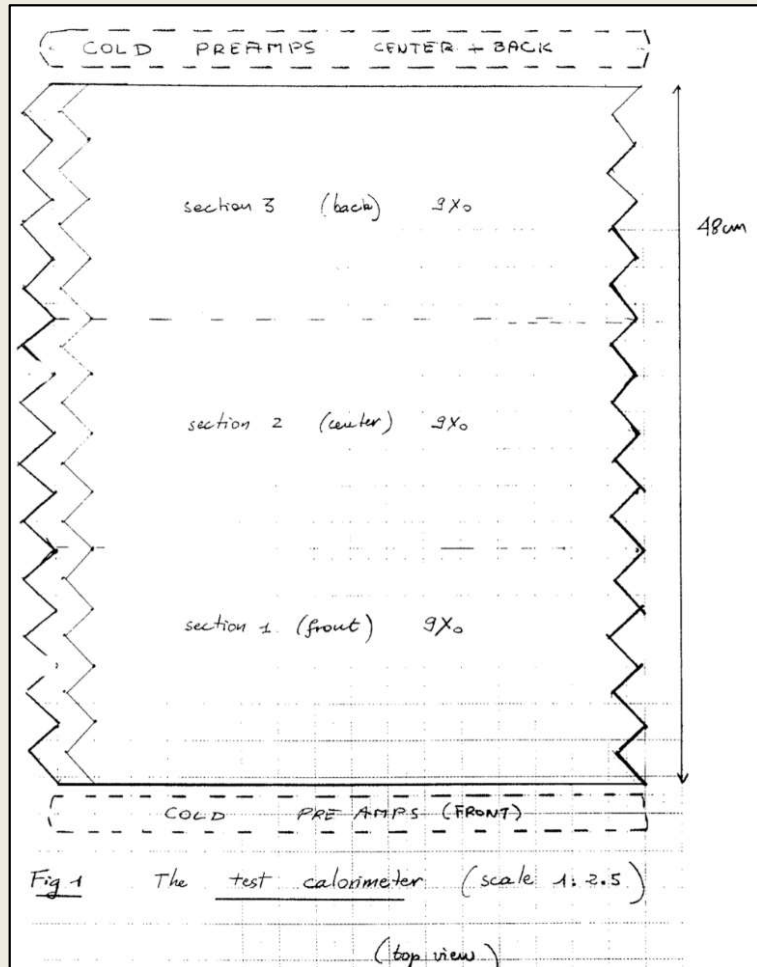 COLD PREAMPS CENTER + BACK
section 3 (back) 9X₀
48cm
section 2 (center) 9X₀
section 1. (front) 9X₀
COLD PRE AMPS (FRONT)
Fig 1 The test calorimeter (scale 1:2.5)
(top view)